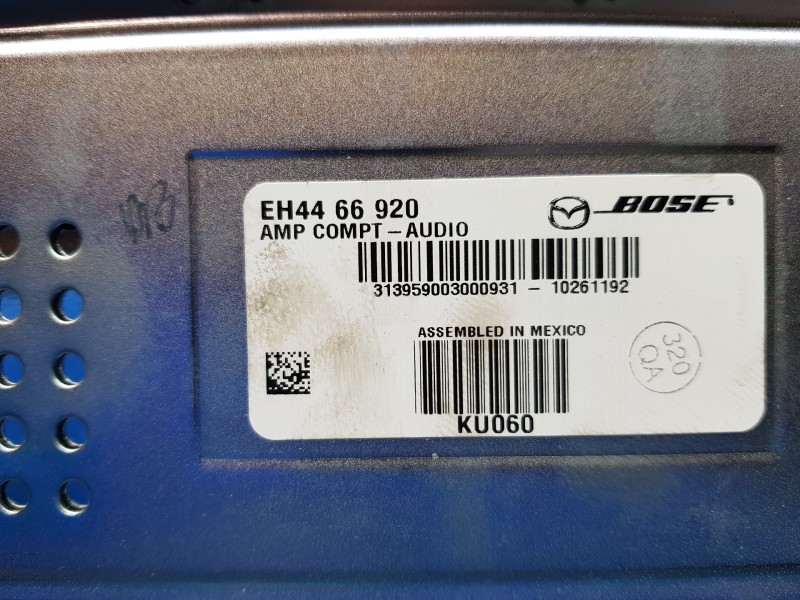 EH44 66 920
BOSE
AMP COMPT-AUDIO
313959003000931 - 10261192
ASSEMBLED IN MEXICO
320
QA
KU060